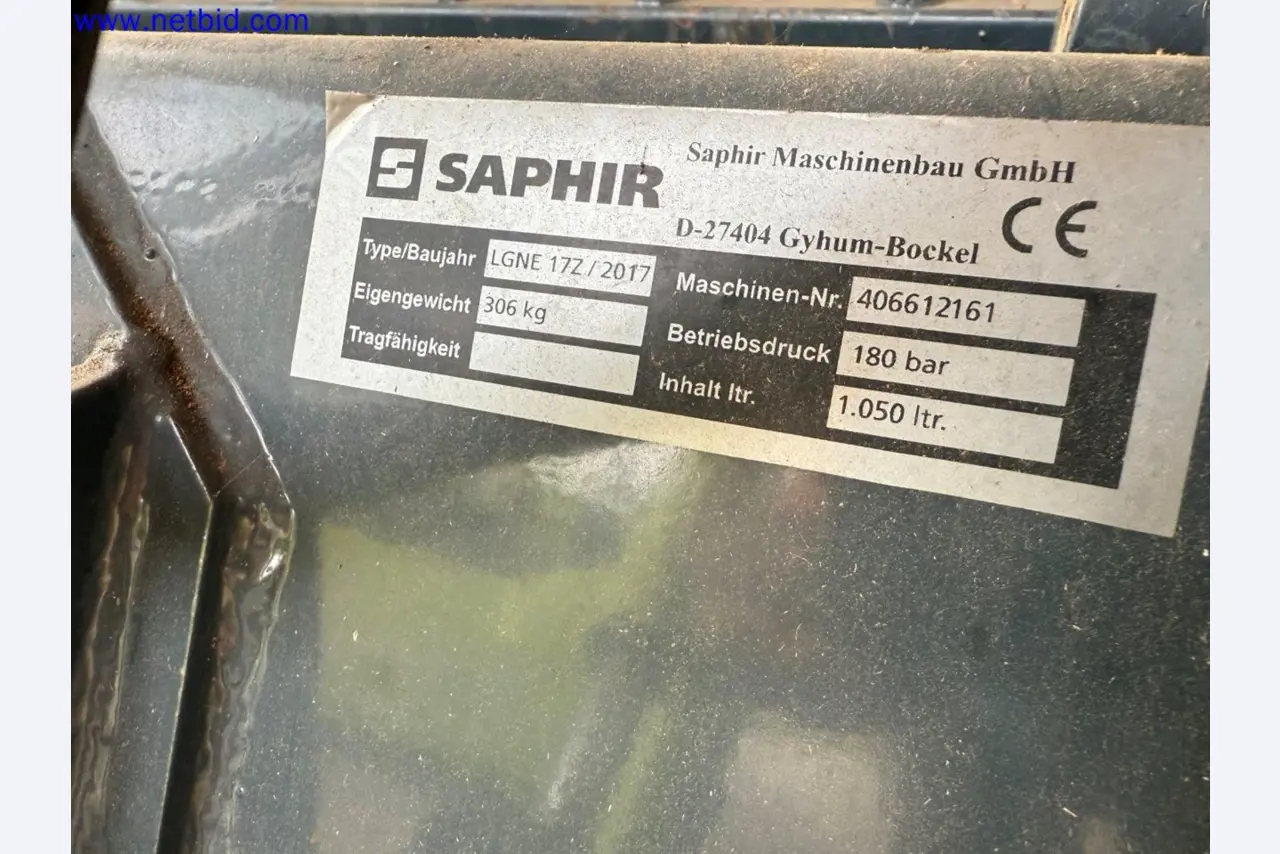 www.netbid.com
SAPHIR
Saphir Maschinenbau GmbH
D-27404 Gyhum-Bockel
CE
Type/Baujahr LGNE 17Z / 2017
Eigengewicht 306 kg
Tragfähigkeit
Maschinen-Nr. 406612161
Betriebsdruck 180 bar
Inhalt ltr. 1.050 ltr.